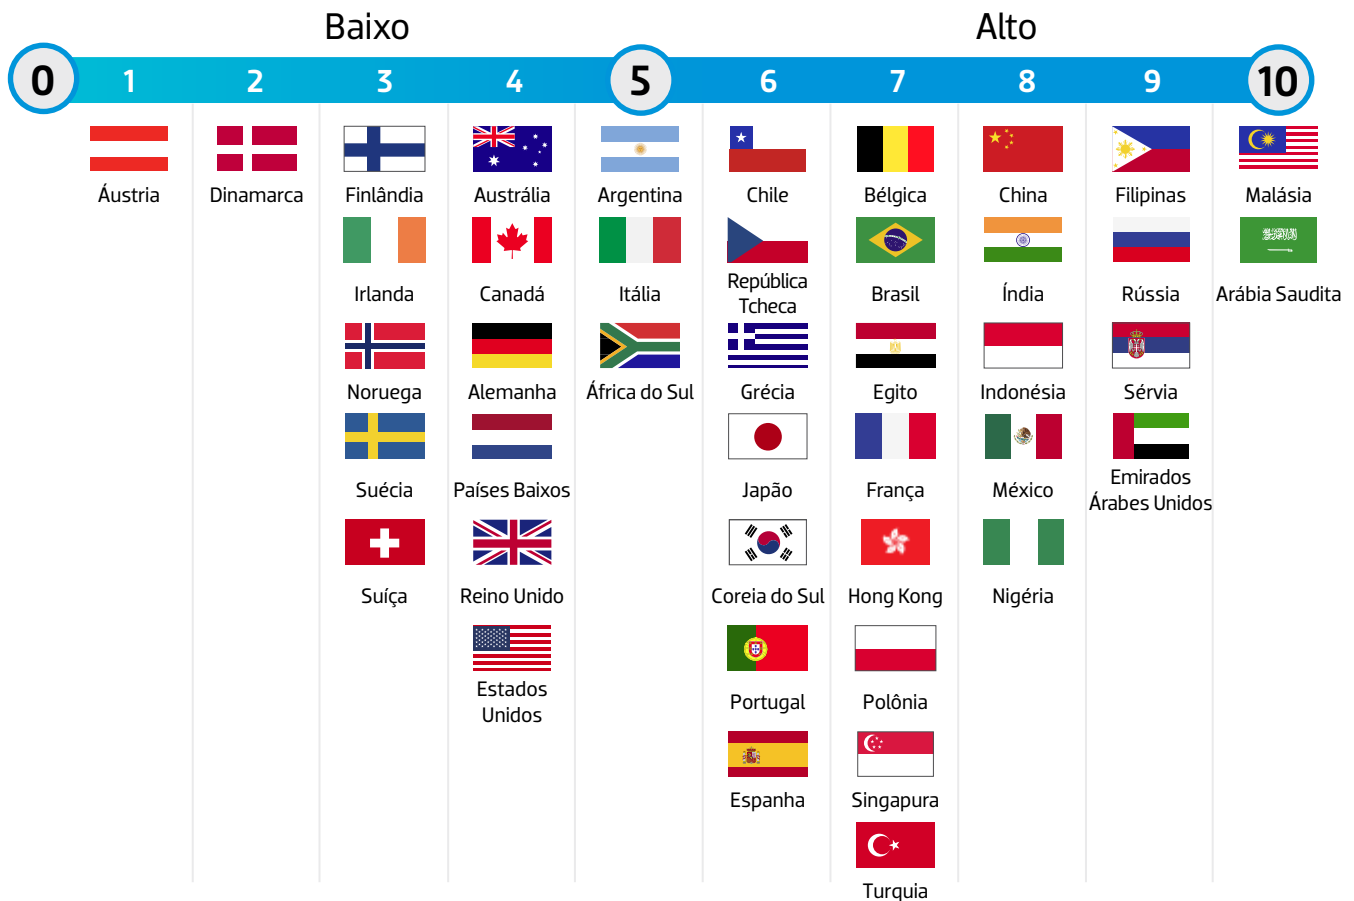 Baixo
Alto
0
1
2
3
4
5
6
7
8
9
10
Áustria
Dinamarca
Finlândia
Austrália
Argentina
Chile
Bélgica
China
Filipinas
Malásia
Irlanda
Canadá
Itália
República
Tcheca
Brasil
Índia
Rússia
Arábia Saudita
Noruega
Alemanha
África do Sul
Grécia
Egito
Indonésia
Sérvia
Suécia
Países Baixos
Japão
França
México
Emirados
Árabes Unidos
Suíça
Reino Unido
Coreia do Sul
Hong Kong
Nigéria
Estados
Unidos
Portugal
Polônia
Espanha
Singapura
Turquia